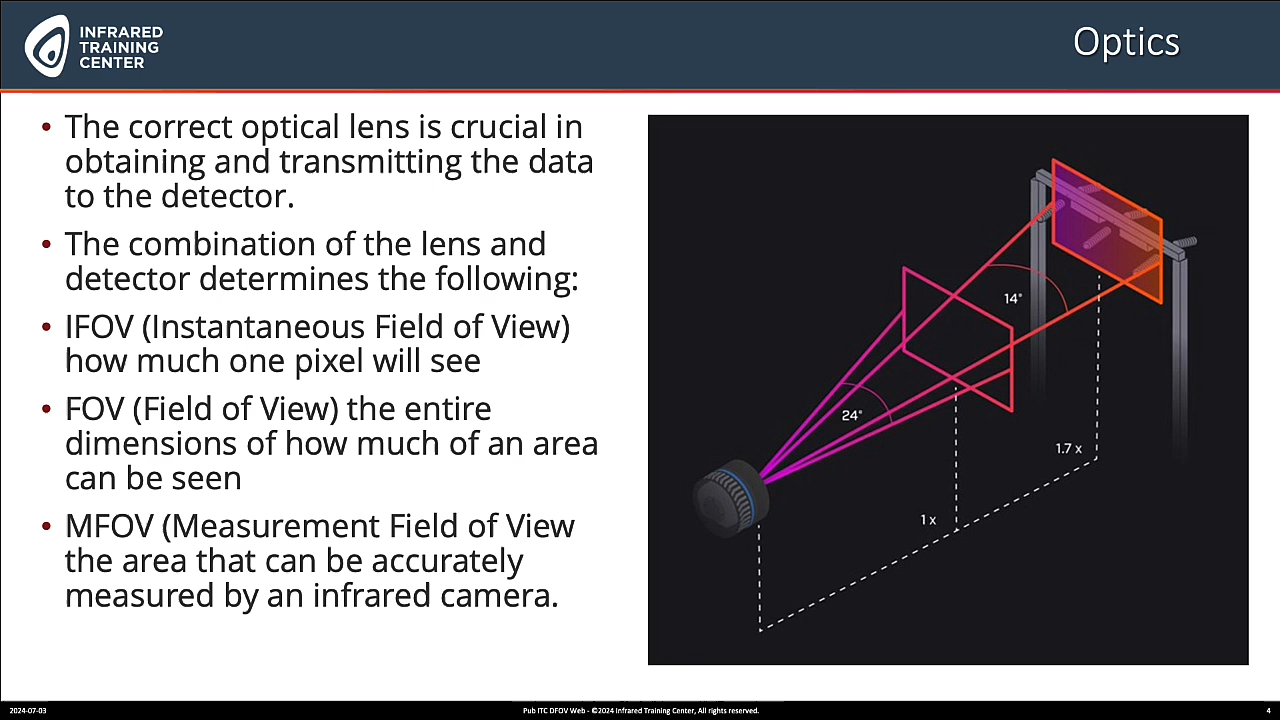 INFRARED
TRAINING
CENTER
Optics
• The correct optical lens is crucial in
obtaining and transmitting the data
to the detector.
• The combination of the lens and
detector determines the following:
• IFOV (Instantaneous Field of View)
how much one pixel will see
• FOV (Field of View) the entire
dimensions of how much of an area
can be seen
• MFOV (Measurement Field of View
the area that can be accurately
measured by an infrared camera.
14°
24°
1.7 x
1 x
2024-07-03
Pub ITC DFOV Web - ©2024 Infrared Training Center, All rights reserved.
4